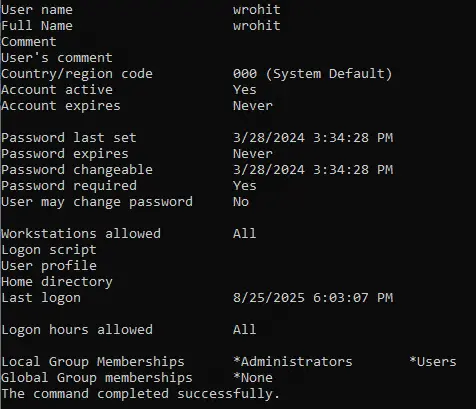 User name                    wrohit
Full Name                    wrohit
Comment
User's comment
Country/region code          000 (System Default)
Account active               Yes
Account expires              Never

Password last set            3/28/2024 3:34:28 PM
Password expires             Never
Password changeable          3/28/2024 3:34:28 PM
Password required            Yes
User may change password     No

Workstations allowed         All
Logon script
User profile
Home directory
Last logon                   8/25/2025 6:03:07 PM

Logon hours allowed          All

Local Group Memberships      *Administrators       *Users
Global Group memberships     *None
The command completed successfully.